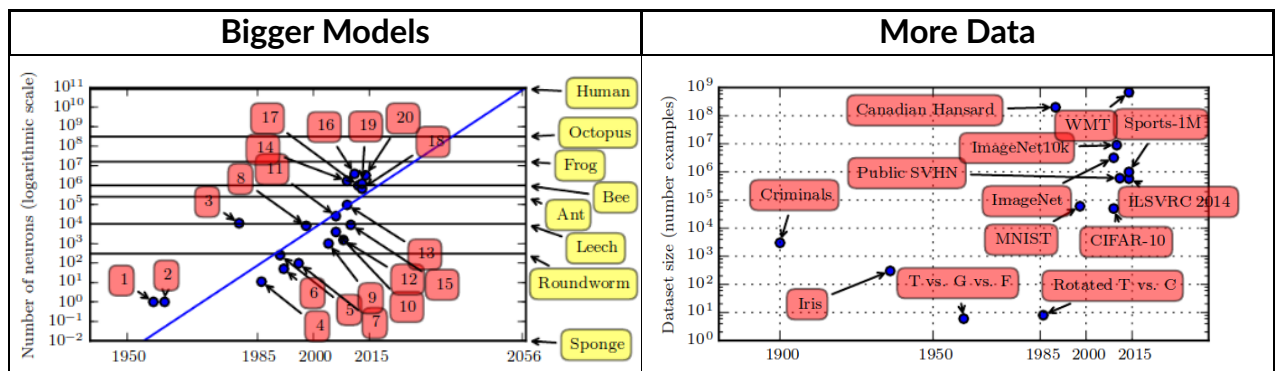 Bigger Models
More Data
Number of neurons (logarithmic scale)
10^11
10^10
10^9
10^8
10^7
10^6
10^5
10^4
10^3
10^2
10^1
10^0
10^−1
10^−2
1950
1985
2000
2015
2056
1
2
3
8
11
14
17
16
19
20
18
4
6
5
7
9
10
12
13
15
Human
Octopus
Frog
Bee
Ant
Leech
Roundworm
Sponge
Dataset size (number examples)
10^9
10^8
10^7
10^6
10^5
10^4
10^3
10^2
10^1
10^0
1900
1950
1985
2000
2015
Canadian Hansard
WMT
Sports-1M
ImageNet10k
Public SVHN
Criminals
ImageNet
ILSVRC 2014
MNIST
CIFAR-10
Iris
T vs. G vs. F
Rotated T vs. C